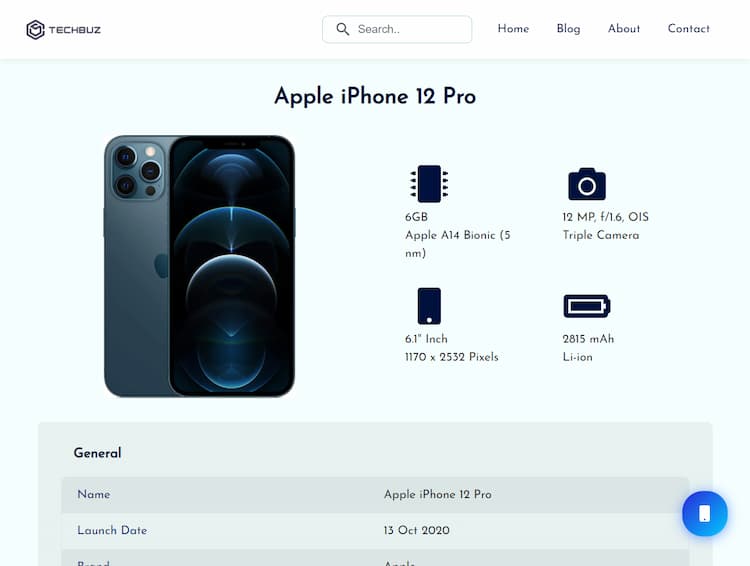 TECHBUZ
Search..
Home
Blog
About
Contact
Apple iPhone 12 Pro
6GB
Apple A14 Bionic (5
nm)
12 MP, f/1.6, OIS
Triple Camera
6.1" Inch
1170 x 2532 Pixels
2815 mAh
Li-ion
General
Name
Apple iPhone 12 Pro
Launch Date
13 Oct 2020
Brand
Apple